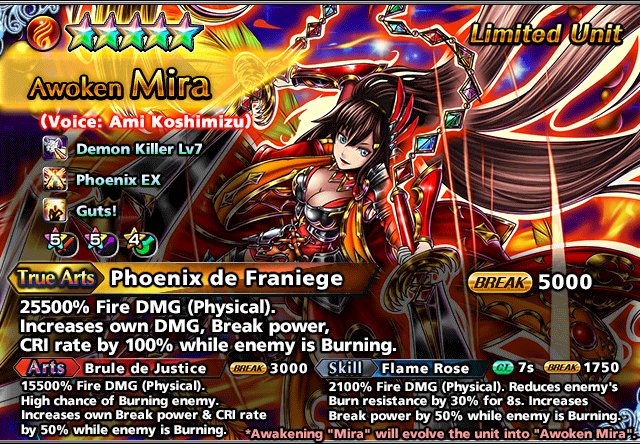 Limited Unit
Awoken Mira
(Voice: Ami Koshimizu)
Demon Killer Lv7
Phoenix EX
Guts!
5 5 4
True Arts Phoenix de Franiege BREAK 5000
25500% Fire DMG (Physical).
Increases own DMG, Break power,
CRI rate by 100% while enemy is Burning.
Arts Brule de Justice BREAK 3000
15500% Fire DMG (Physical).
High chance of Burning enemy.
Increases own Break power & CRI rate
by 50% while enemy is Burning.
Skill Flame Rose CT 7s BREAK 1750
2100% Fire DMG (Physical). Reduces enemy's
Burn resistance by 30% for 8s. Increases
Break power by 50% while enemy is Burning.
*Awakening "Mira" will evolve the unit into "Awoken Mira"